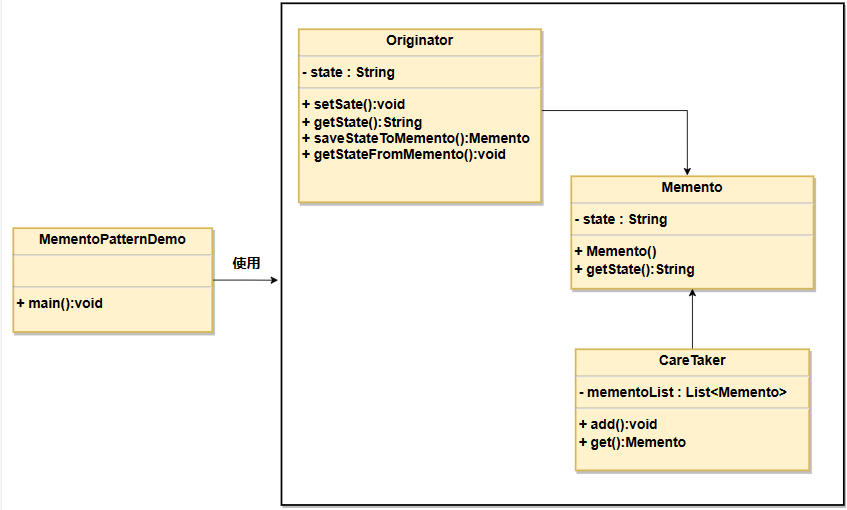 Originator
- state : String
+ setSate():void
+ getState():String
+ saveStateToMemento():Memento
+ getStateFromMemento():void
Memento
- state : String
+ Memento()
+ getState():String
MementoPatternDemo
+ main():void
使用
CareTaker
- mementoList : List<Memento>
+ add():void
+ get():Memento